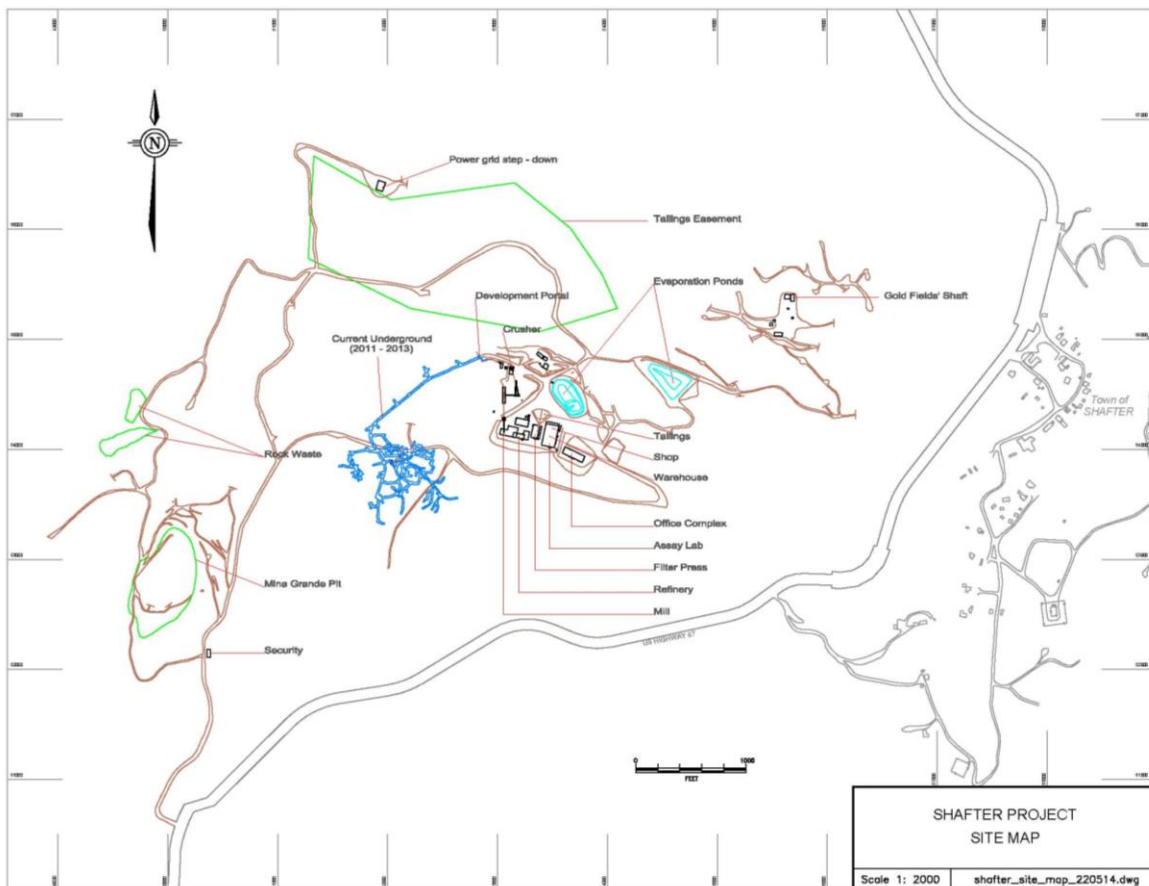 N
Power grid step - down
Tailings Easement
Evaporation Ponds
Development Portal
Gold Fields' Shaft
Crusher
Current Underground
(2011 - 2013)
Town of
SHAFTER
Tailings
Rock Waste
Shop
Warehouse
Office Complex
Assay Lab
Filter Press
Mina Grande Pit
Refinery
Mill
US HIGHWAY 67
Security
0
1000
FEET
SHAFTER PROJECT
SITE MAP
Scale 1: 2000
shafter_site_map_220514.dwg